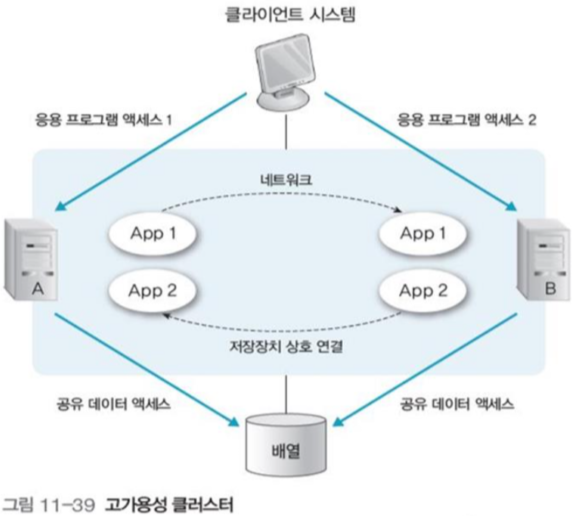 클라이언트 시스템
응용 프로그램 액세스 1
응용 프로그램 액세스 2
네트워크
App 1
App 1
A
B
App 2
App 2
저장장치 상호 연결
공유 데이터 액세스
공유 데이터 액세스
배열
그림 11-39 고가용성 클러스터